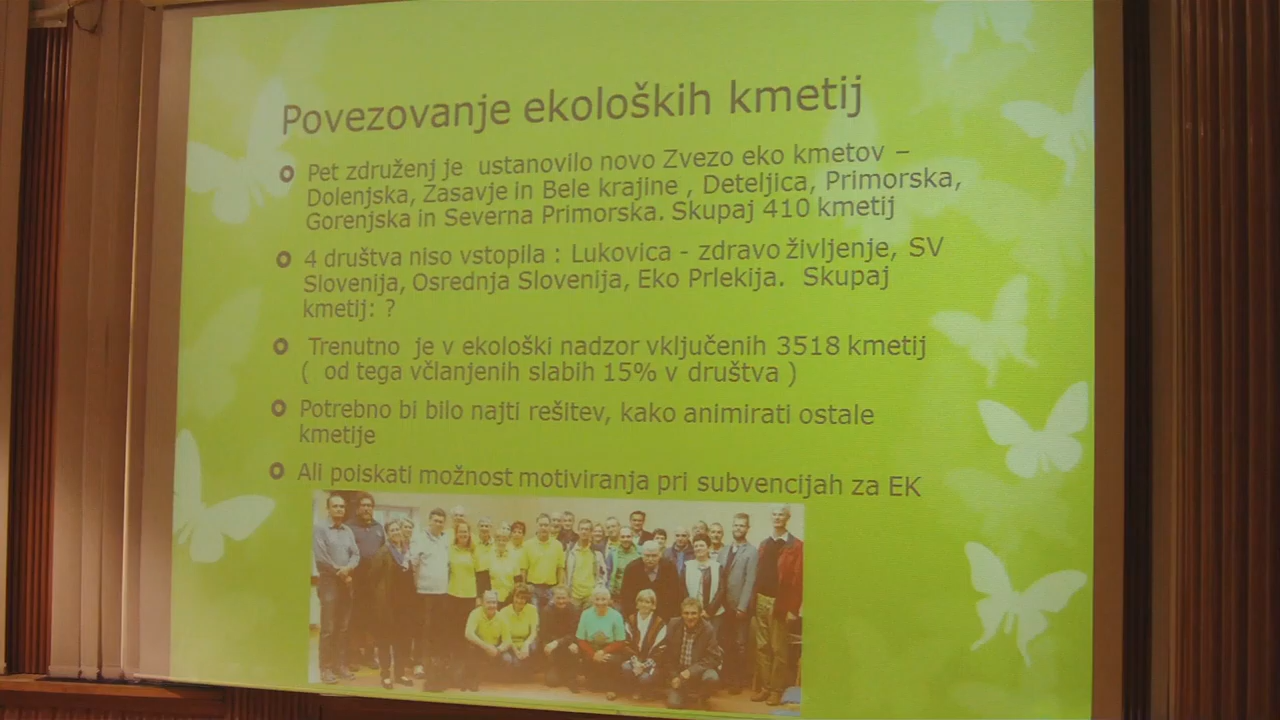 Povezovanje ekoloških kmetij
Pet združenj je ustanovilo novo Zvezo eko kmetov –
Dolenjska, Zasavje in Bele krajine , Deteljica, Primorska,
Gorenjska in Severna Primorska. Skupaj 410 kmetij
4 društva niso vstopila : Lukovica - zdravo življenje, SV
Slovenija, Osrednja Slovenija, Eko Prlekija. Skupaj
kmetij: ?
Trenutno je v ekološki nadzor vključenih 3518 kmetij
( od tega včlanjenih slabih 15% v društva )
Potrebno bi bilo najti rešitev, kako animirati ostale
kmetije
Ali poiskati možnost motiviranja pri subvencijah za EK